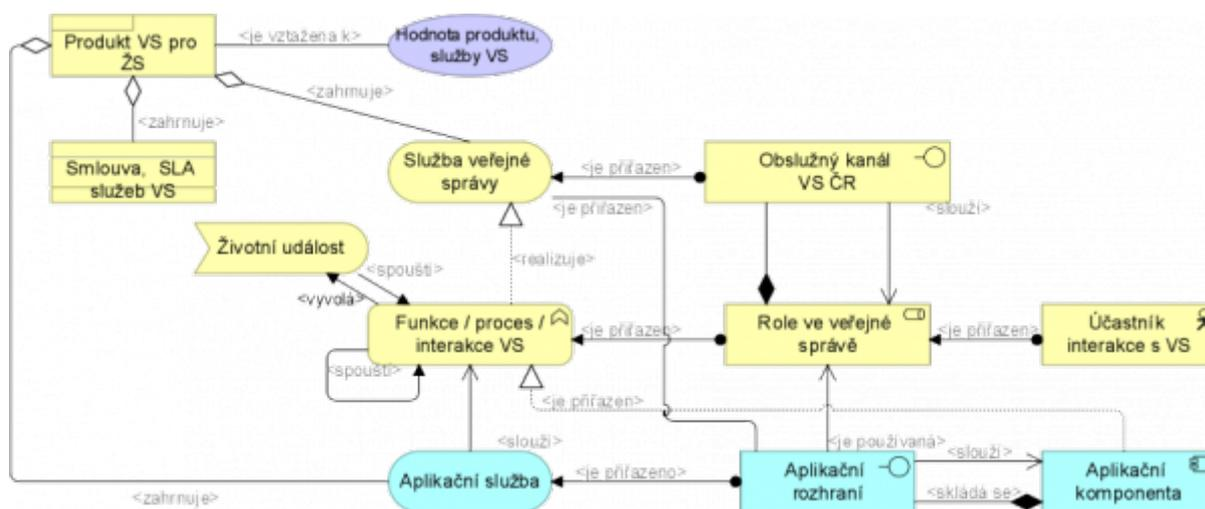 Produkt VS pro
ŽS
<je vztažena k>
Hodnota produktu,
služby VS
<zahrnuje>
<zahrnuje>
Smlouva, SLA
služeb VS
Služba veřejné
správy
<je přiřazen>
Obslužný kanál
VS ČR
<je přiřazen>
<slouží>
Životní událost
<spouští>
<vyvolá>
<realizuje>
Funkce / proces /
interakce VS
<je přiřazen>
Role ve veřejné
správě
<je přiřazen>
Účastník
interakce s VS
<spouští>
<je přiřazen>
<slouží>
<je používaná>
<slouží>
Aplikační služba
<je přiřazeno>
Aplikační
rozhraní
<skládá se>
Aplikační
komponenta
<zahrnuje>